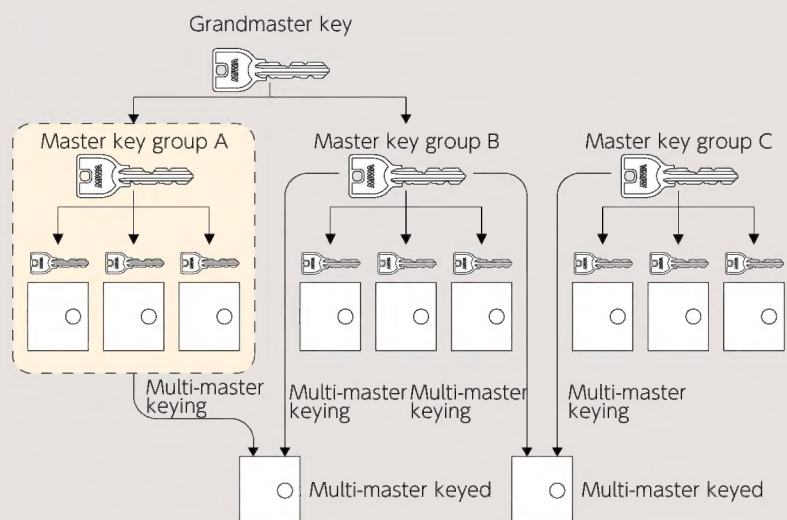 Grandmaster key
Master key group A
Master key group B
Master key group C
Multi-master
keying
Multi-master
keying
Multi-master
keying
Multi-master
keying
Multi-master keyed
Multi-master keyed